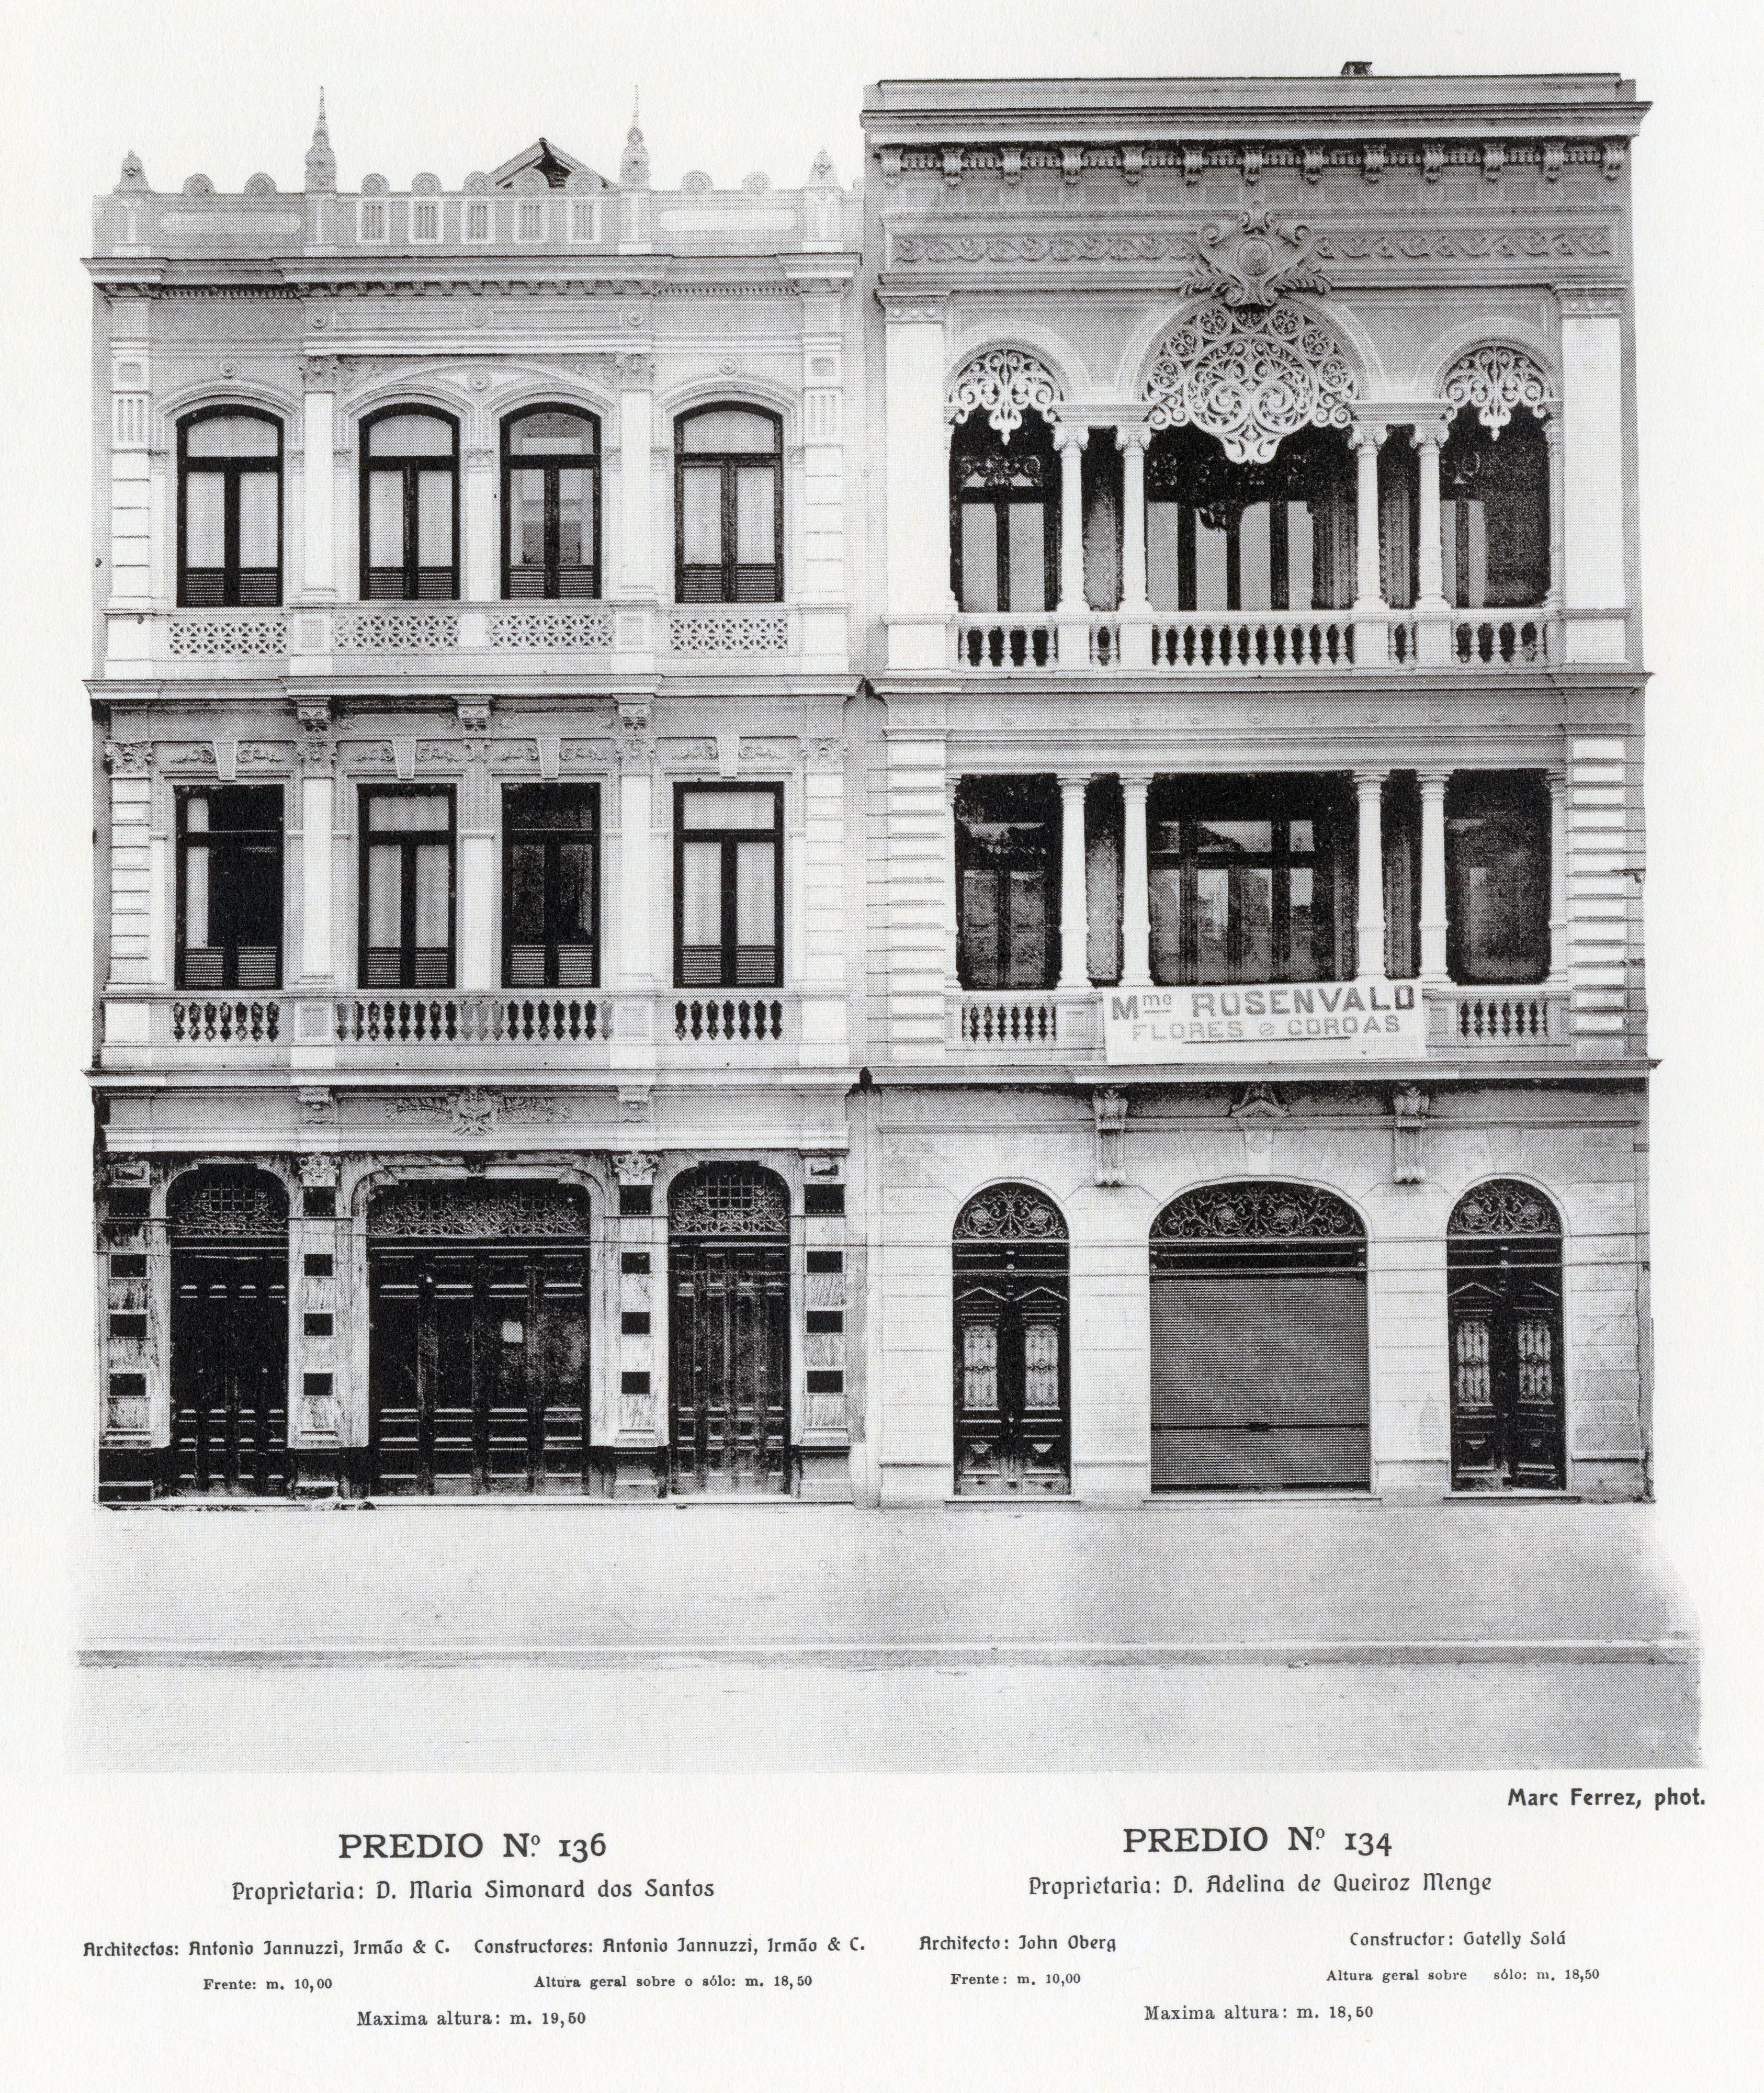 Mme ROSENVALD
FLORES e COROAS
Marc Ferrez, phot.
PREDIO Nº 136
Proprietaria: D. Maria Simonard dos Santos
Architectos: Antonio Jannuzzi, Irmão & C. Constructores: Antonio Jannuzzi, Irmão & C.
Frente: m. 10,00 Altura geral sobre o sólo: m. 18,50
Maxima altura: m. 19,50
PREDIO Nº 134
Proprietaria: D. Adelina de Queiroz Menge
Architecto: John Oberg Constructor: Gatelly Solá
Frente: m. 10,00 Altura geral sobre sólo: m. 18,50
Maxima altura: m. 18,50